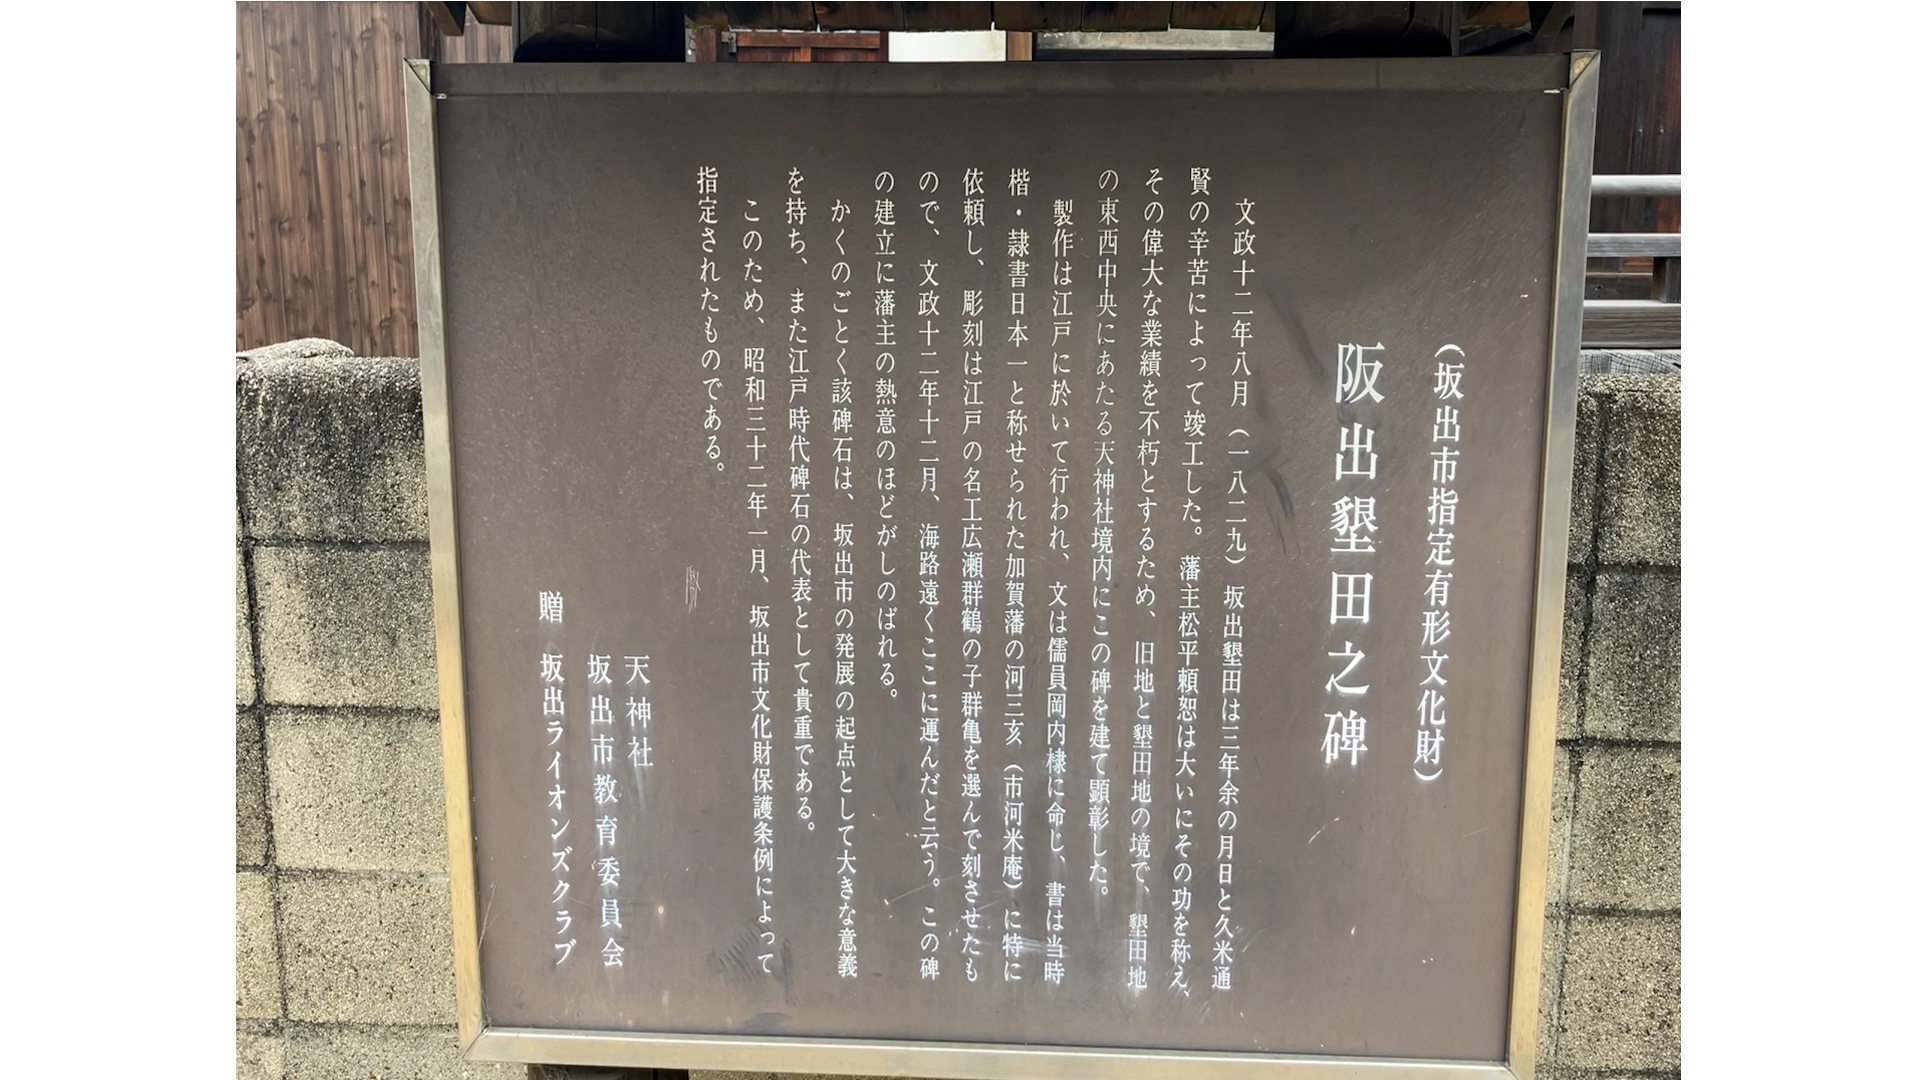 (坂出市指定有形文化財)
阪出墾田之碑
文政十二年八月(一八二九)坂出墾田は三年余の月日と久米通
賢の辛苦によって竣工した。藩主松平頼恕は大いにその功を称え、
その偉大な業績を不朽とするため、旧地と墾田地の境で、墾田地
の東西中央にあたる天神社境内にこの碑を建て顕彰した。
製作は江戸に於いて行われ、文は儒員岡内棣に命じ、書は当時
楷・隷書日本一と称せられた加賀藩の河三亥(市河米庵)に特に
依頼し、彫刻は江戸の名工広瀬群鶴の子群亀を選んで刻させたも
ので、文政十二年十二月、海路遠くここに運んだと云う。この碑
の建立に藩主の熱意のほどがしのばれる。
かくのごとく該碑石は、坂出市の発展の起点として大きな意義
を持ち、また江戸時代碑石の代表として貴重である。
このため、昭和三十二年一月、坂出市文化財保護条例によって
指定されたものである。
天神社
坂出市教育委員会
贈 坂出ライオンズクラブ